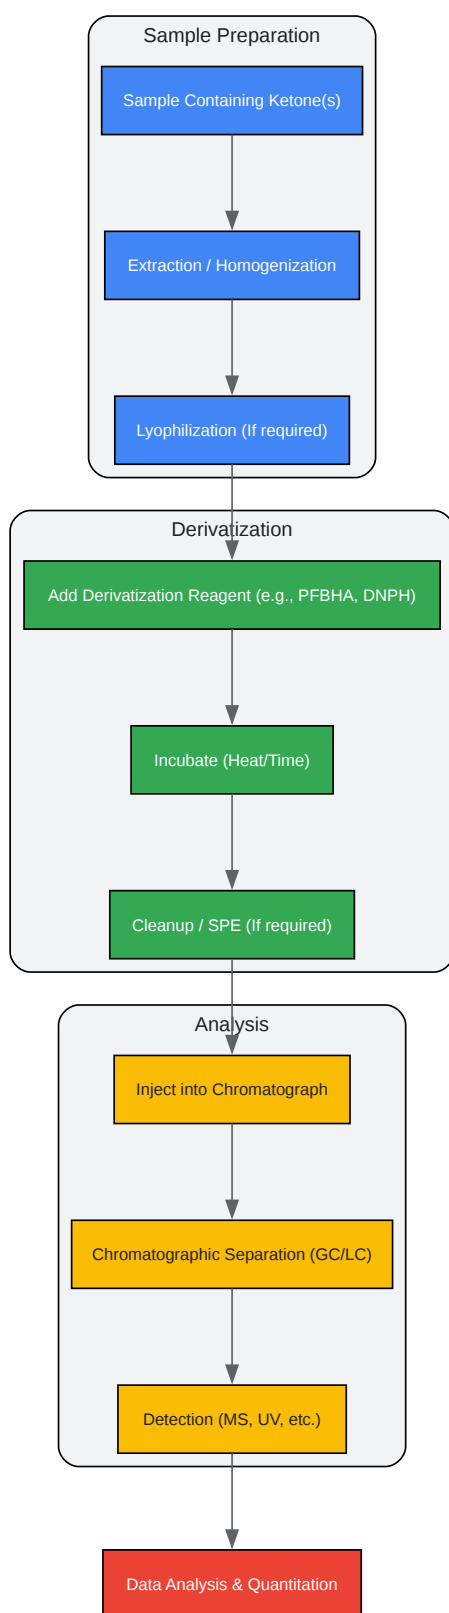 Sample Preparation
Sample Containing Ketone(s)
Extraction / Homogenization
Lyophilization (If required)
Derivatization
Add Derivatization Reagent (e.g., PFBHA, DNPH)
Incubate (Heat/Time)
Cleanup / SPE (If required)
Analysis
Inject into Chromatograph
Chromatographic Separation (GC/LC)
Detection (MS, UV, etc.)
Data Analysis & Quantitation